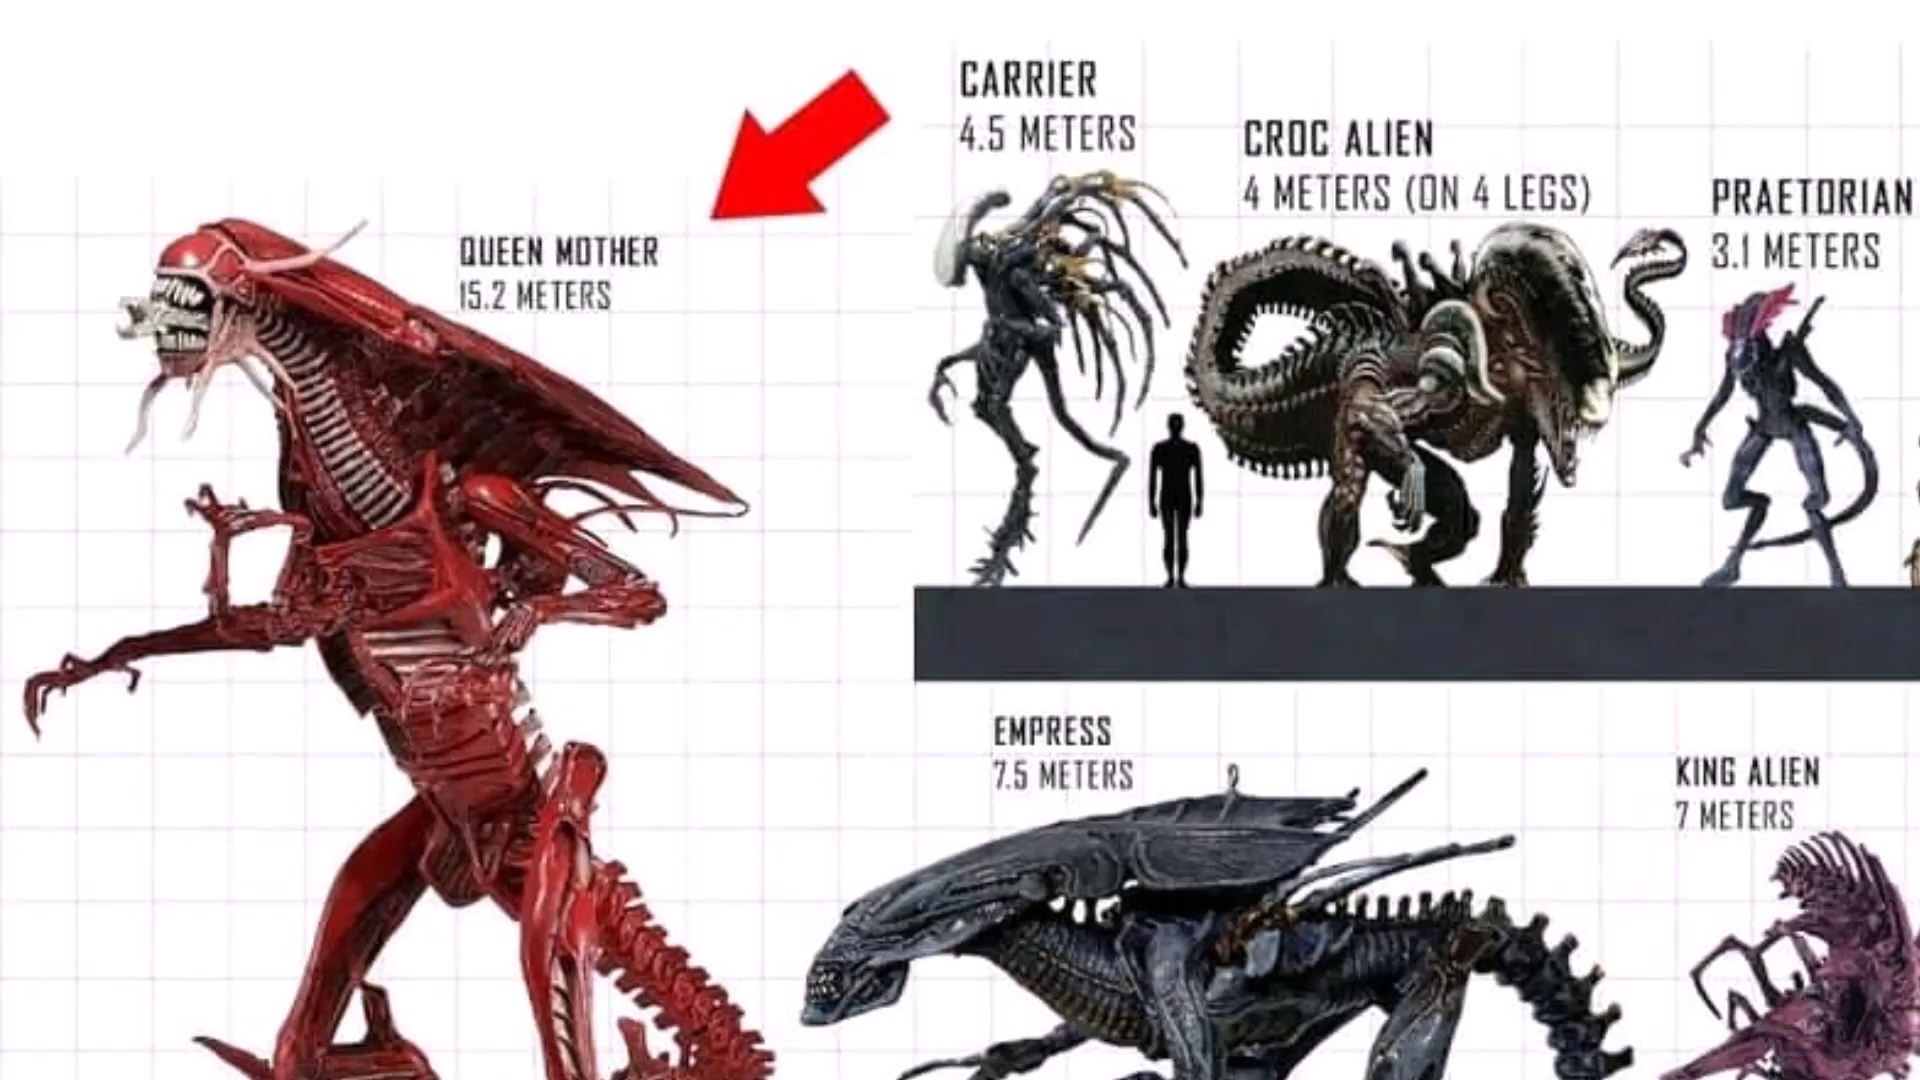 CARRIER
4.5 METERS
CROC ALIEN
4 METERS (ON 4 LEGS)
PRAETORIAN
3.1 METERS
QUEEN MOTHER
15.2 METERS
EMPRESS
7.5 METERS
KING ALIEN
7 METERS